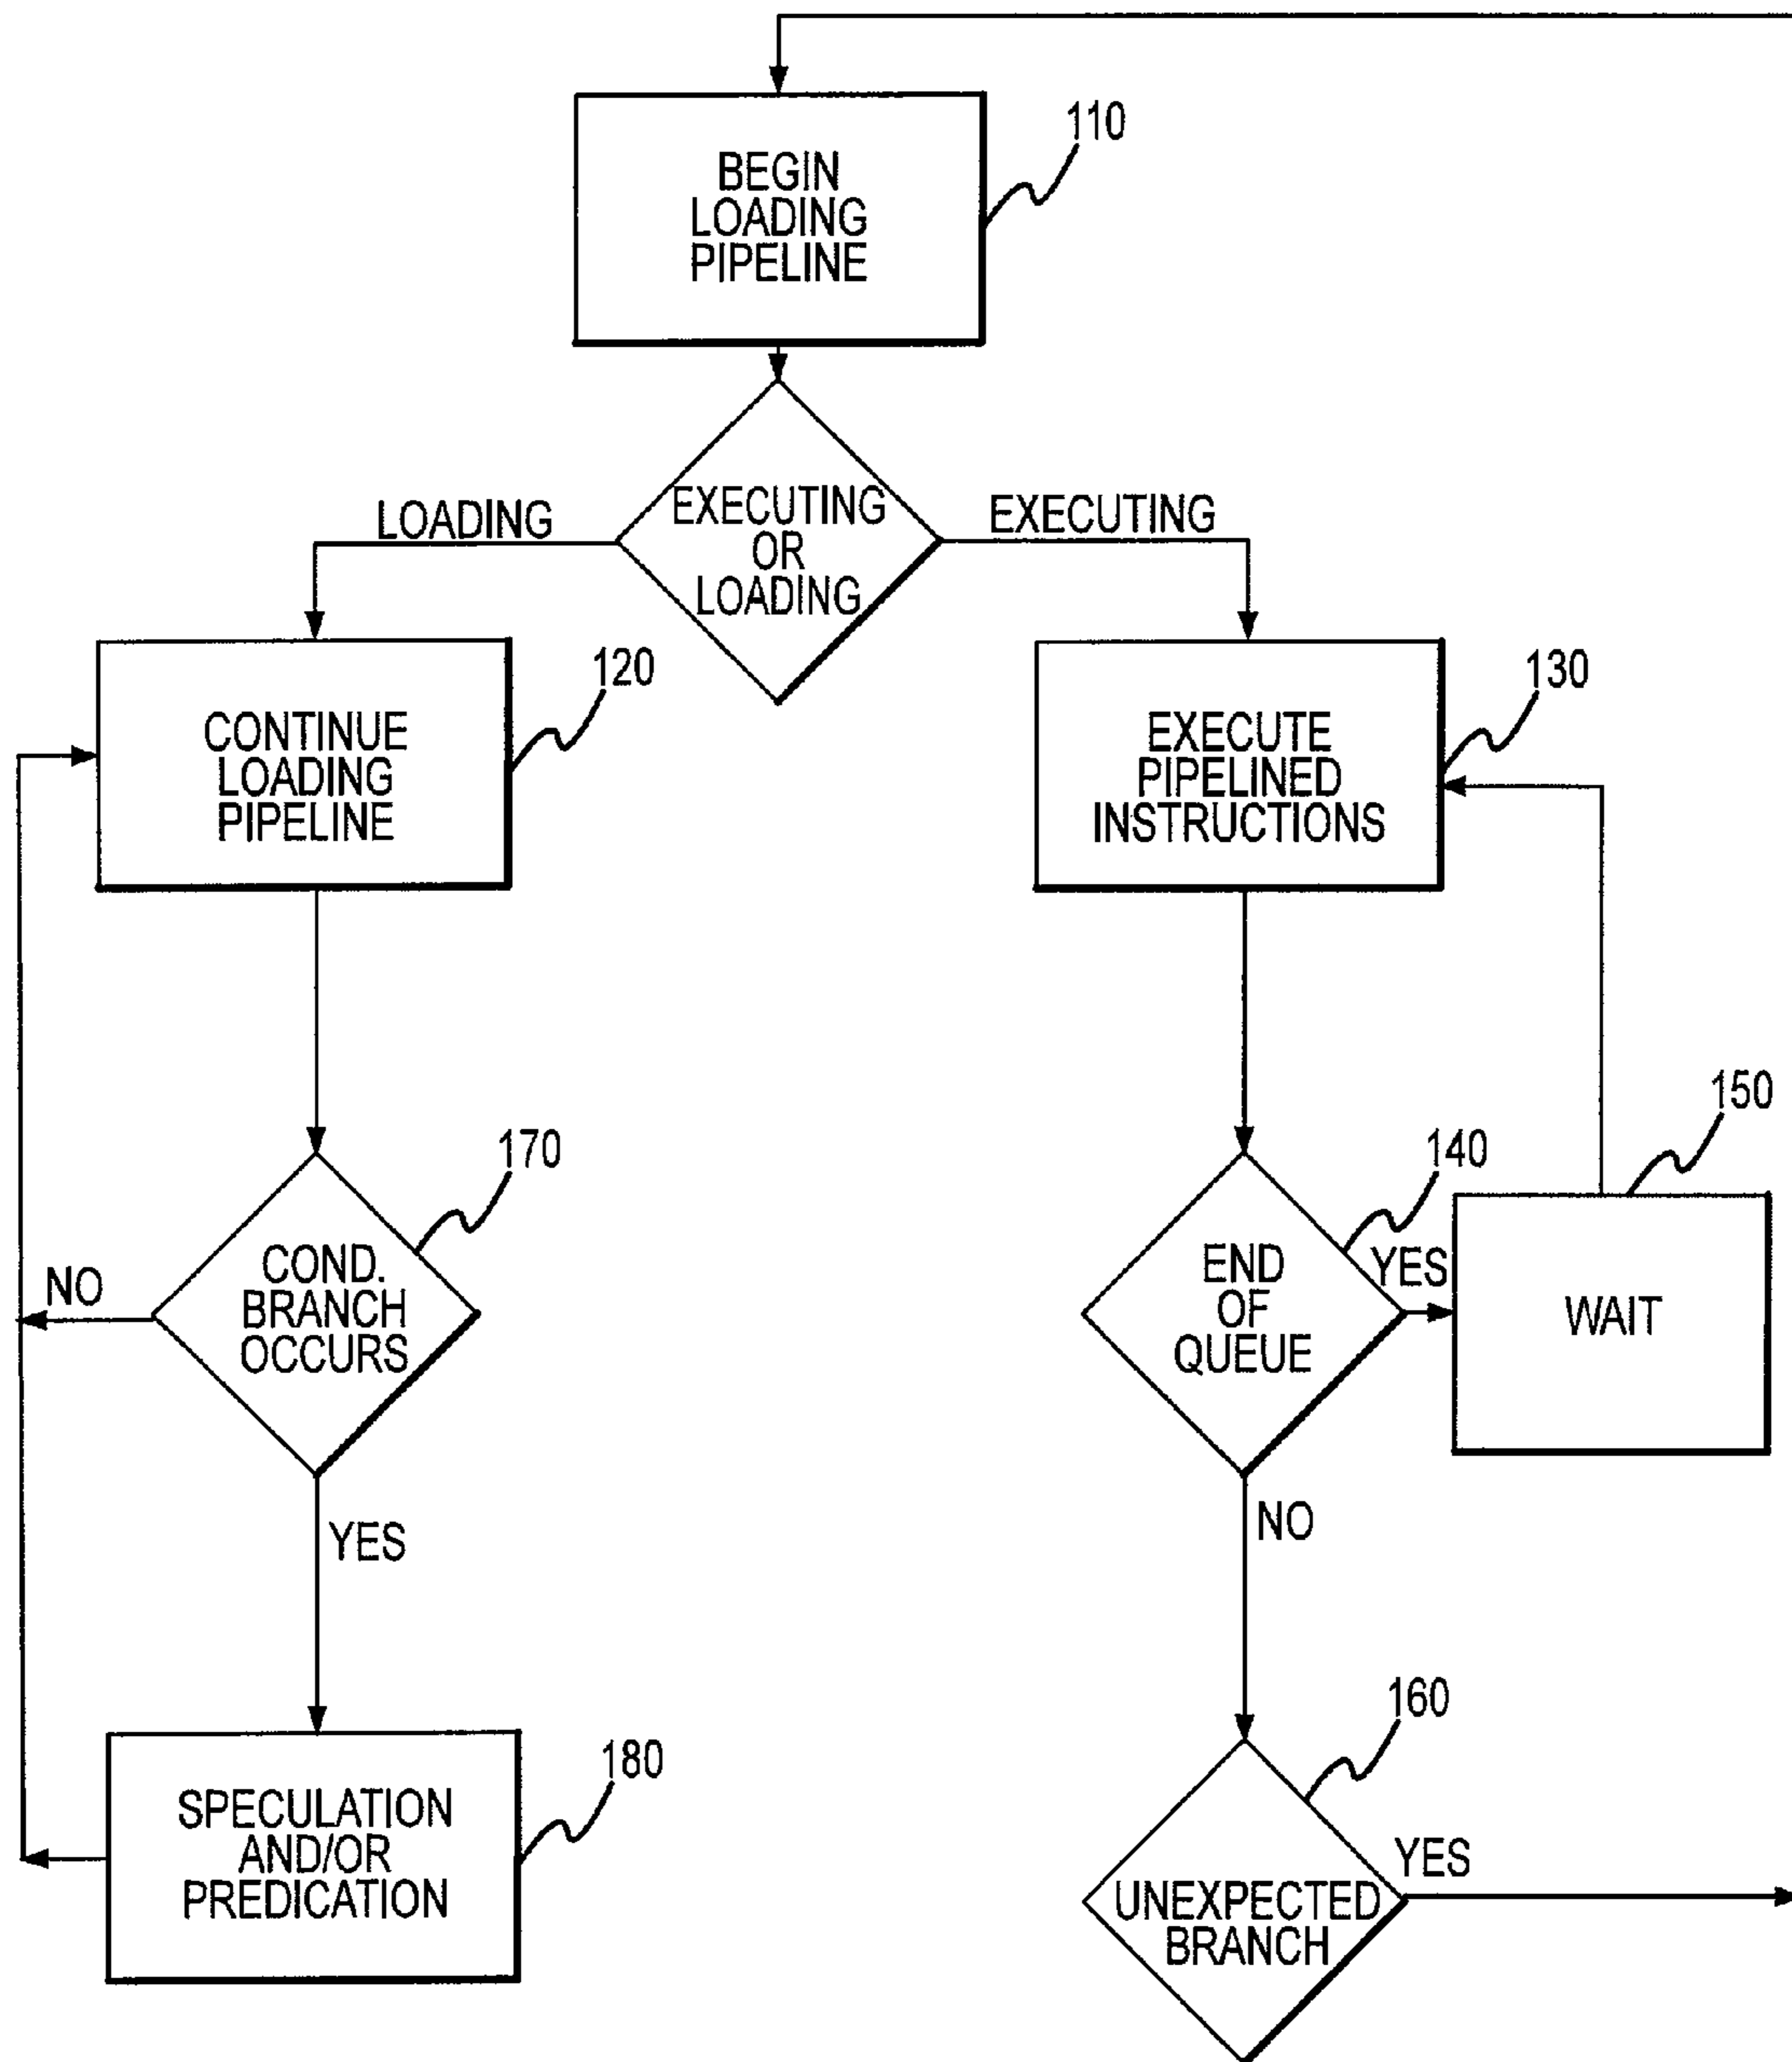 110
BEGIN
LOADING
PIPELINE
EXECUTING
OR
LOADING
LOADING
EXECUTING
120
CONTINUE
LOADING
PIPELINE
130
EXECUTE
PIPELINED
INSTRUCTIONS
170
COND.
BRANCH
OCCURS
NO
YES
140
END
OF
QUEUE
YES
NO
150
WAIT
180
SPECULATION
AND/OR
PREDICATION
160
UNEXPECTED
BRANCH
YES